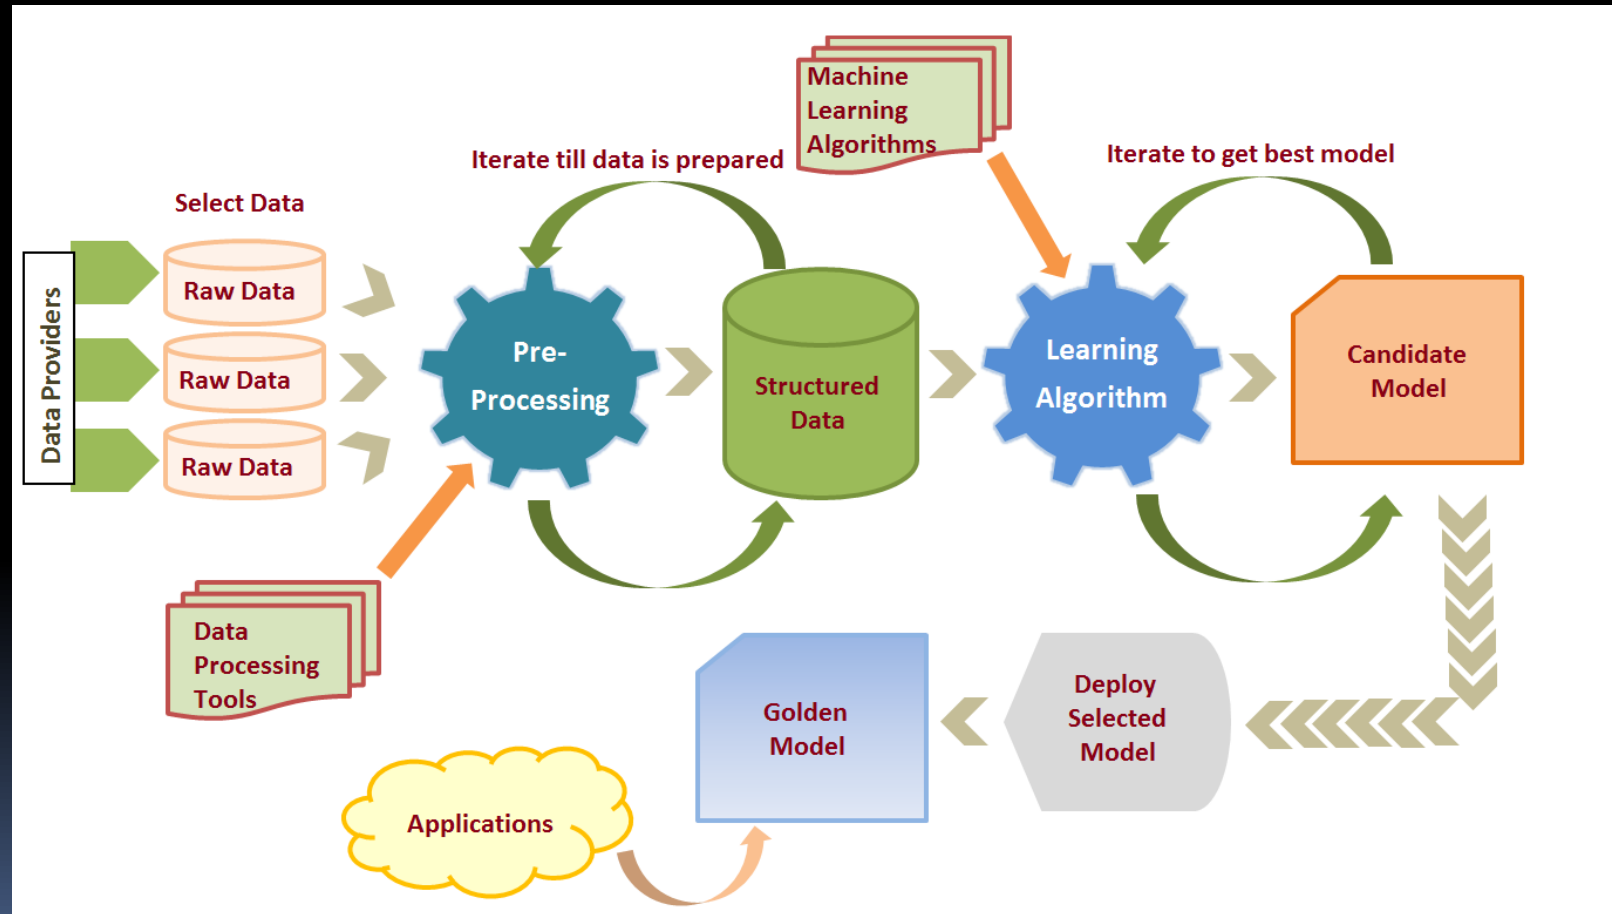 Machine
Learning
Algorithms
Iterate till data is prepared
Iterate to get best model
Select Data
Data Providers
Raw Data
Raw Data
Raw Data
Pre-
Processing
Structured
Data
Learning
Algorithm
Candidate
Model
Data
Processing
Tools
Golden
Model
Deploy
Selected
Model
Applications